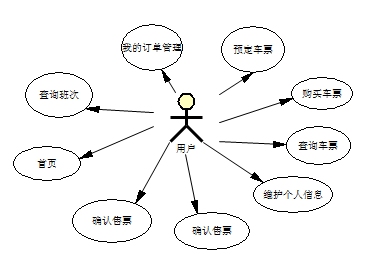 我的订单管理
预定车票
查询班次
购买车票
用户
查询车票
首页
维护个人信息
确认售票
确认售票